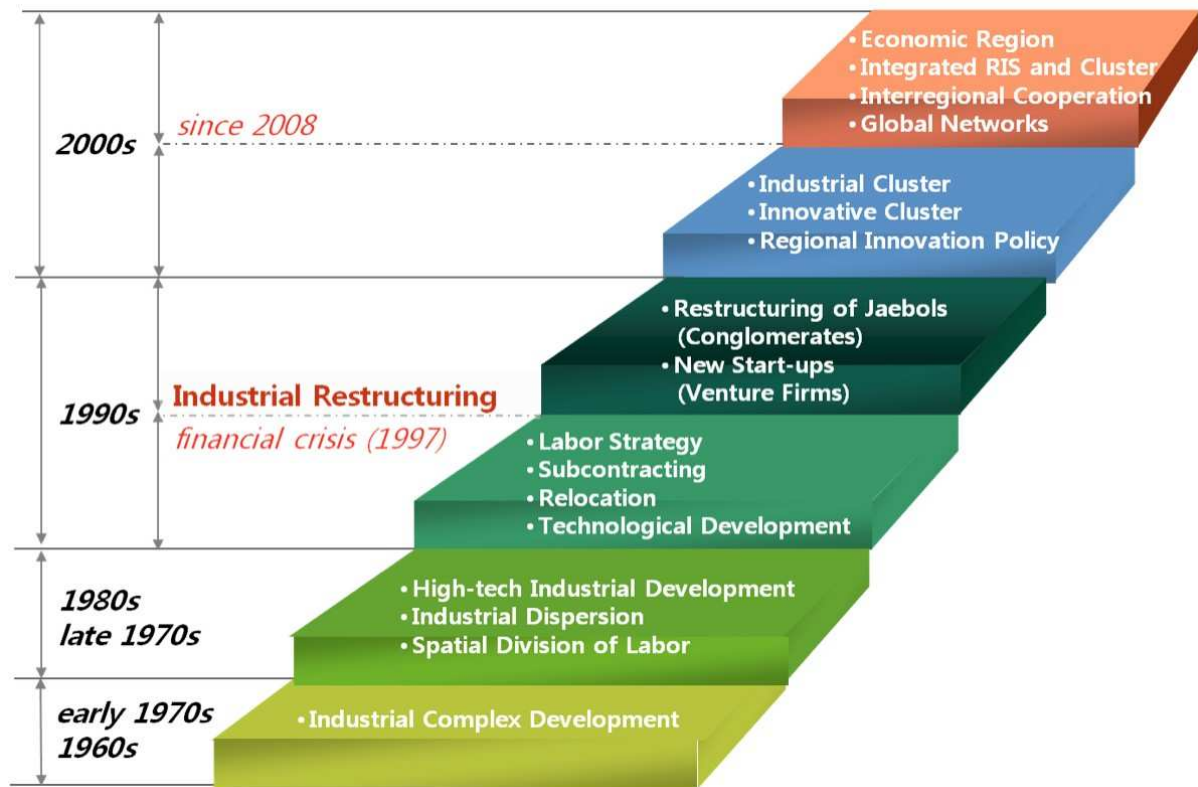 • Economic Region
• Integrated RIS and Cluster
• Interregional Cooperation
• Global Networks
since 2008
2000s
• Industrial Cluster
• Innovative Cluster
• Regional Innovation Policy
• Restructuring of Jaebols
(Conglomerates)
• New Start-ups
(Venture Firms)
Industrial Restructuring
1990s
financial crisis (1997)
• Labor Strategy
• Subcontracting
• Relocation
• Technological Development
1980s
late 1970s
• High-tech Industrial Development
• Industrial Dispersion
• Spatial Division of Labor
early 1970s
1960s
• Industrial Complex Development